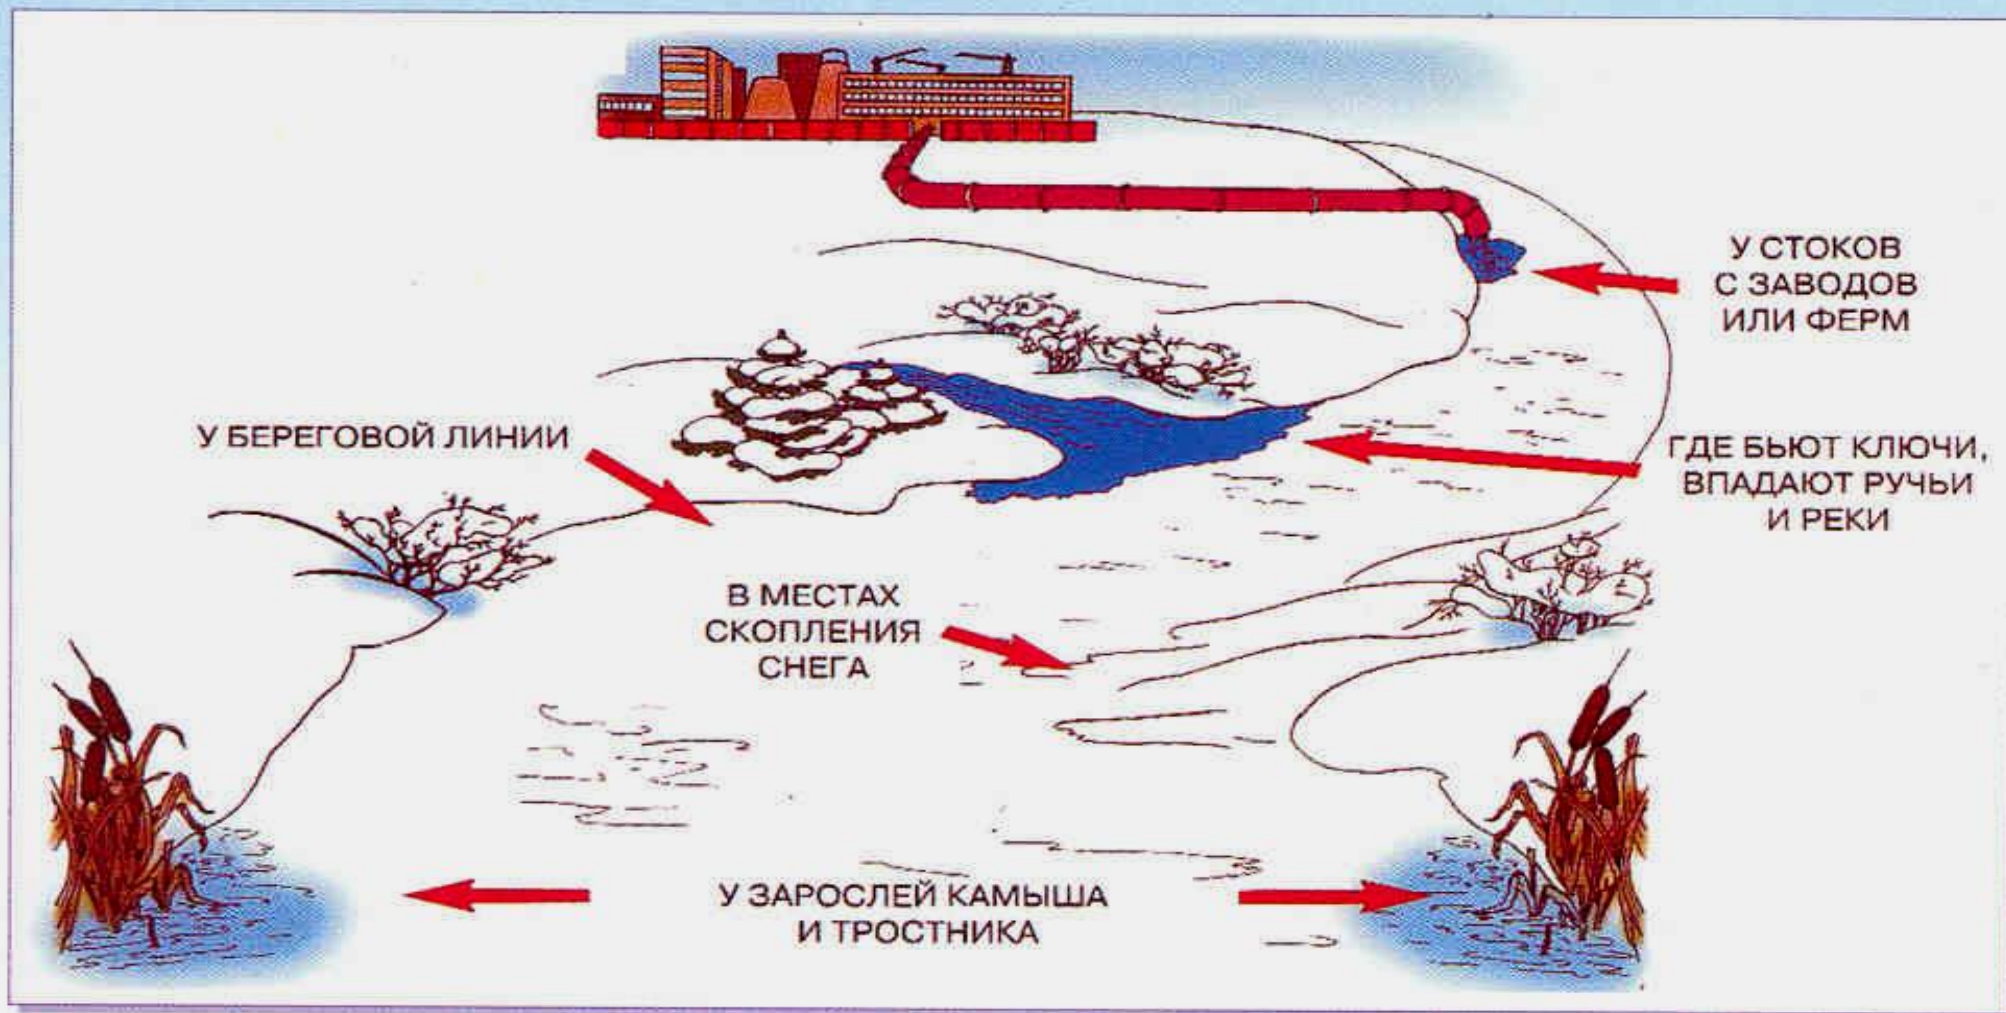 У СТОКОВ
С ЗАВОДОВ
ИЛИ ФЕРМ
У БЕРЕГОВОЙ ЛИНИИ
ГДЕ БЬЮТ КЛЮЧИ,
ВПАДАЮТ РУЧЬИ
И РЕКИ
В МЕСТАХ
СКОПЛЕНИЯ
СНЕГА
У ЗАРОСЛЕЙ КАМЫША
И ТРОСТНИКА